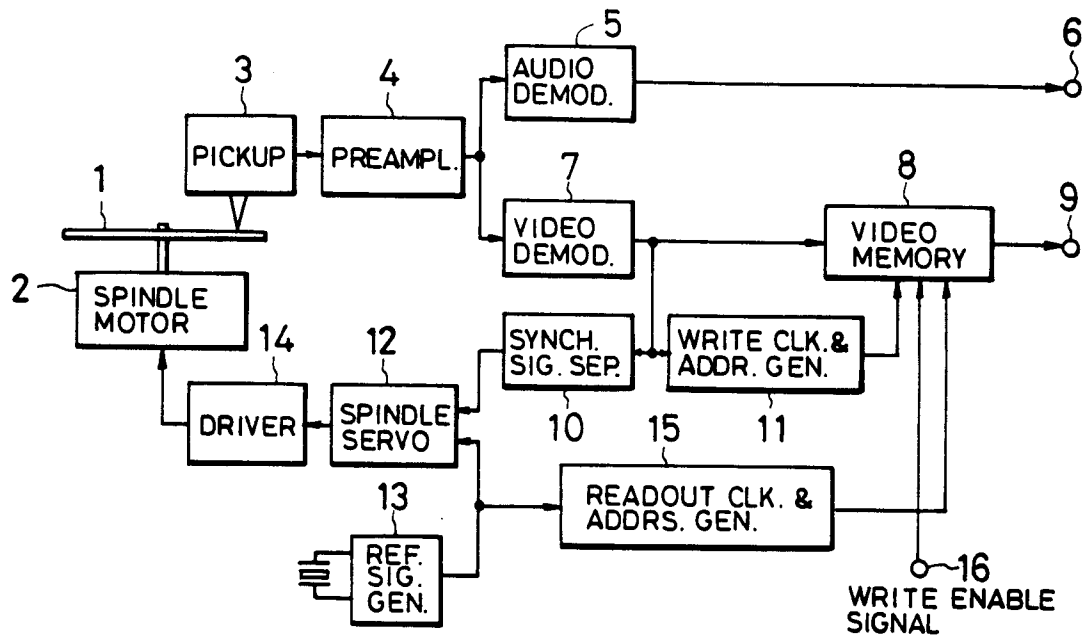 5
6
AUDIO
DEMOD.
3
4
PICKUP
PREAMPL.
7
8
9
1
VIDEO
DEMOD.
VIDEO
MEMORY
2
SPINDLE
MOTOR
14
12
SYNCH.
SIG. SEP.
WRITE CLK.&
ADDR. GEN.
DRIVER
SPINDLE
SERVO
10
15
11
13
READOUT CLK. &
ADDRS. GEN.
REF.
SIG.
GEN.
16
WRITE ENABLE
SIGNAL